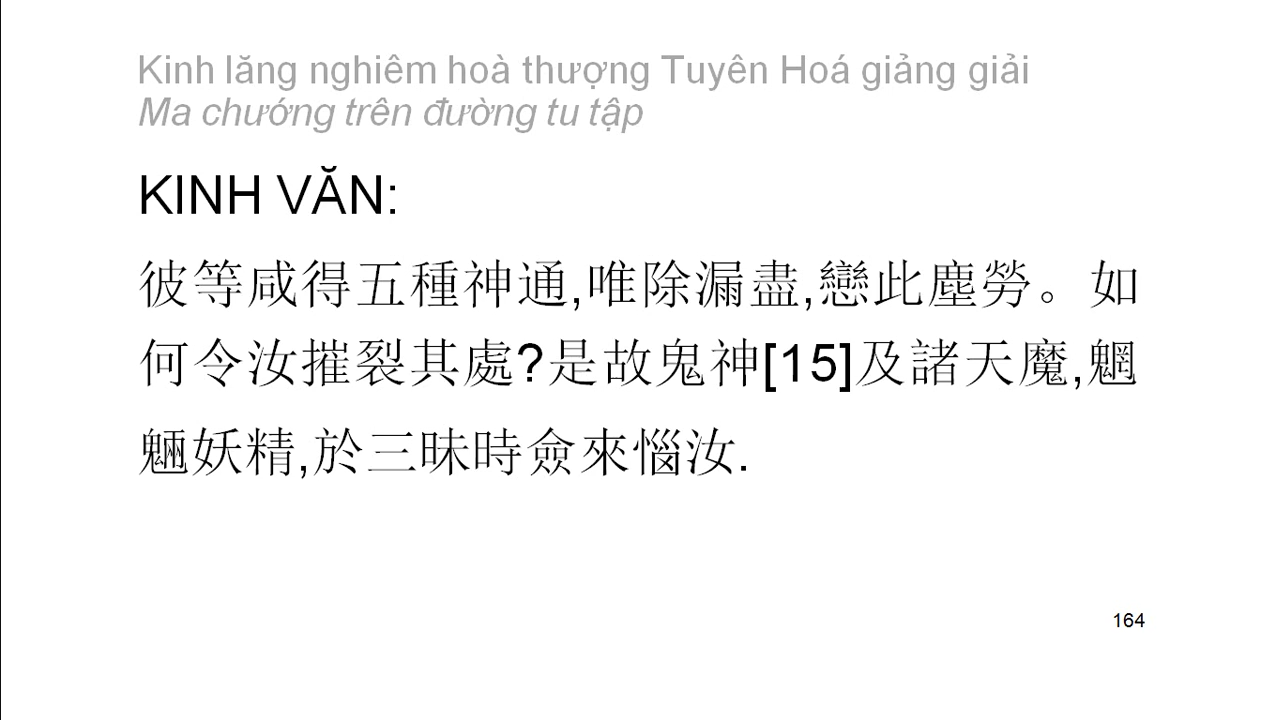 Kinh lăng nghiêm hoà thượng Tuyên Hoá giảng giải
Ma chướng trên đường tu tập
KINH VĂN:
彼等咸得五種神通,唯除漏盡,戀此塵勞。如
何令汝摧裂其處?是故鬼神[15]及諸天魔,魍
魎妖精,於三昧時僉來惱汝.
164